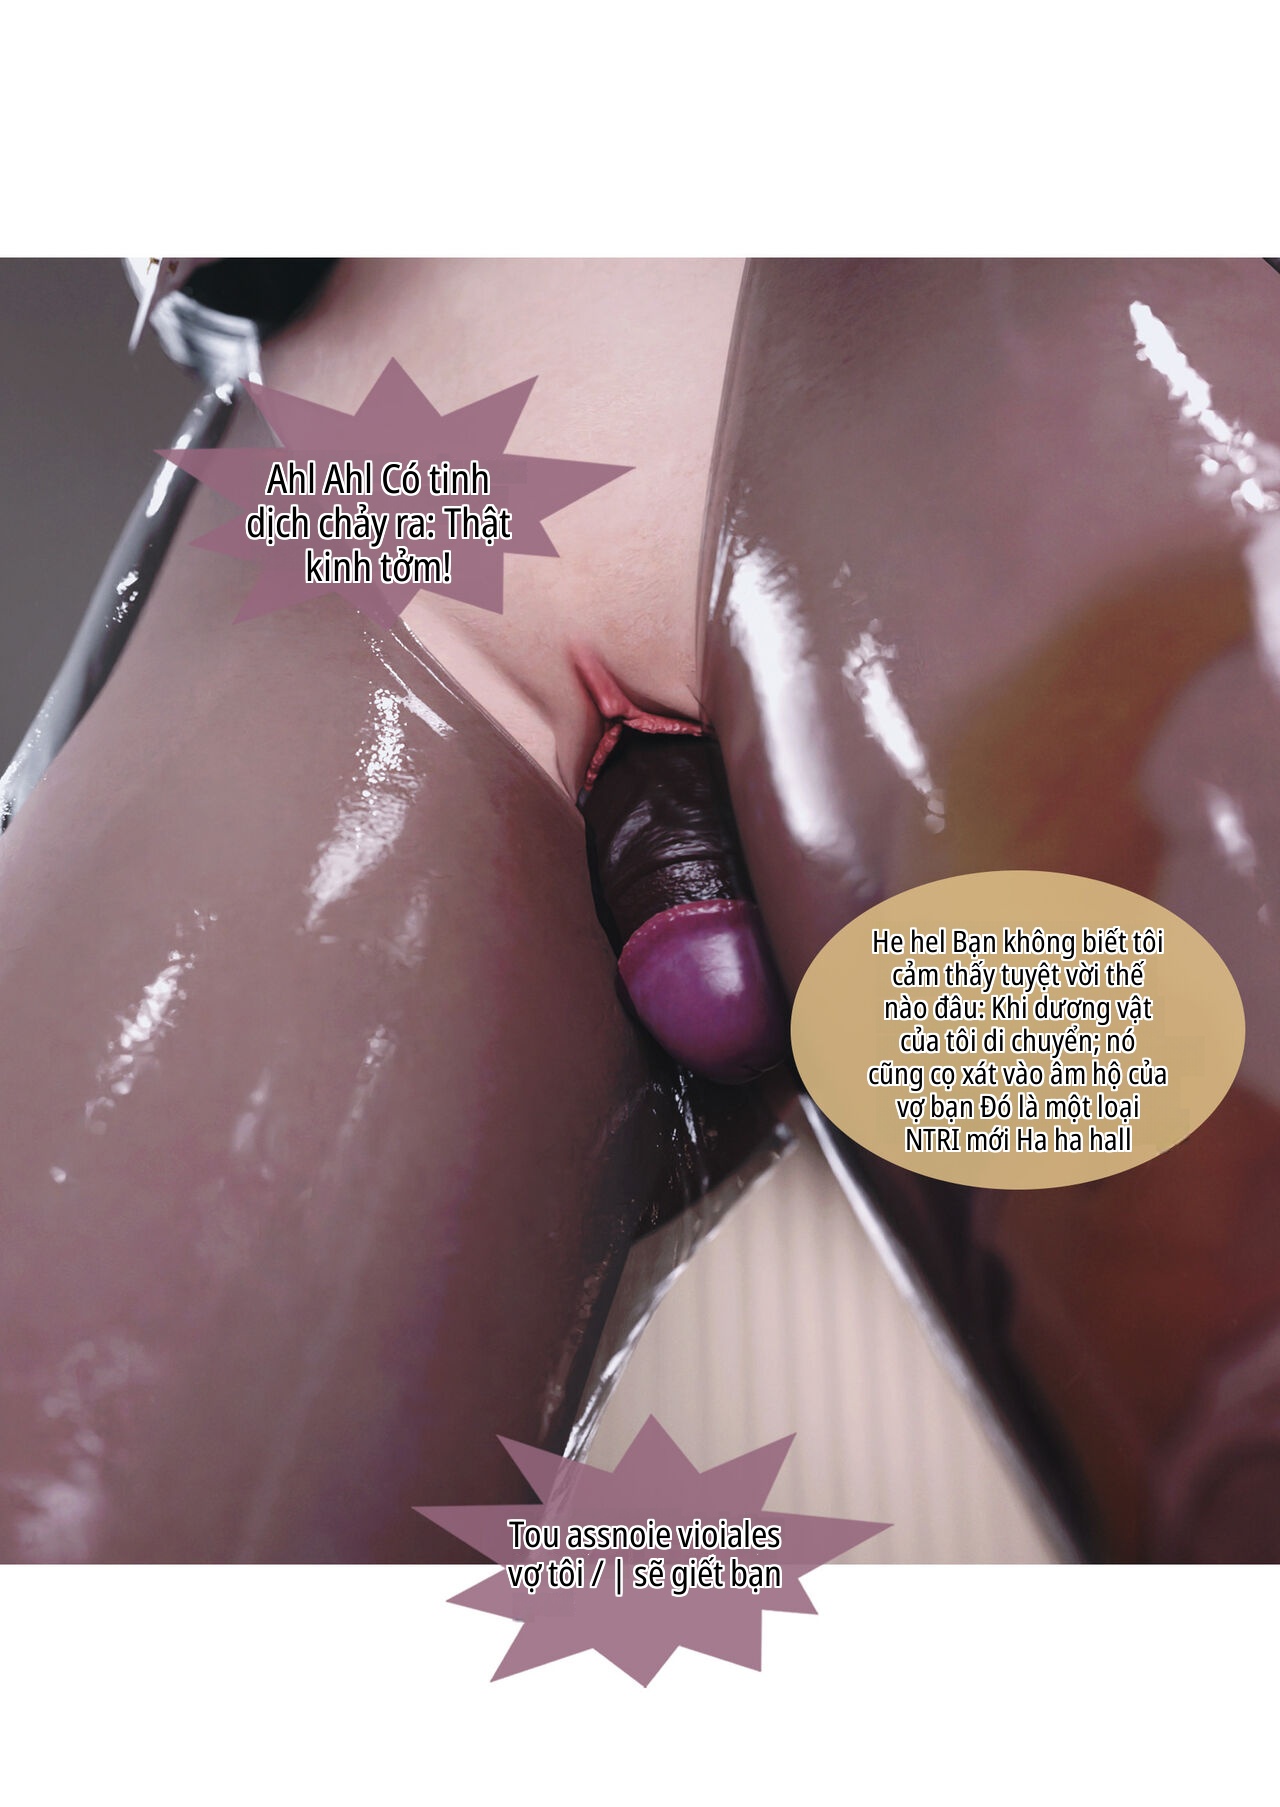 Ahl Ahl Có tinh
dịch chảy ra: Thật
kinh tởm!
He hel Bạn không biết tôi
cảm thấy tuyệt vời thế
nào đâu: Khi dương vật
của tôi di chuyển; nó
cũng cọ xát vào âm hộ của
vợ bạn Đó là một loại
NTRI mới Ha ha hall
Tou assnoie vioiales
vợ tôi / | sẽ giết bạn